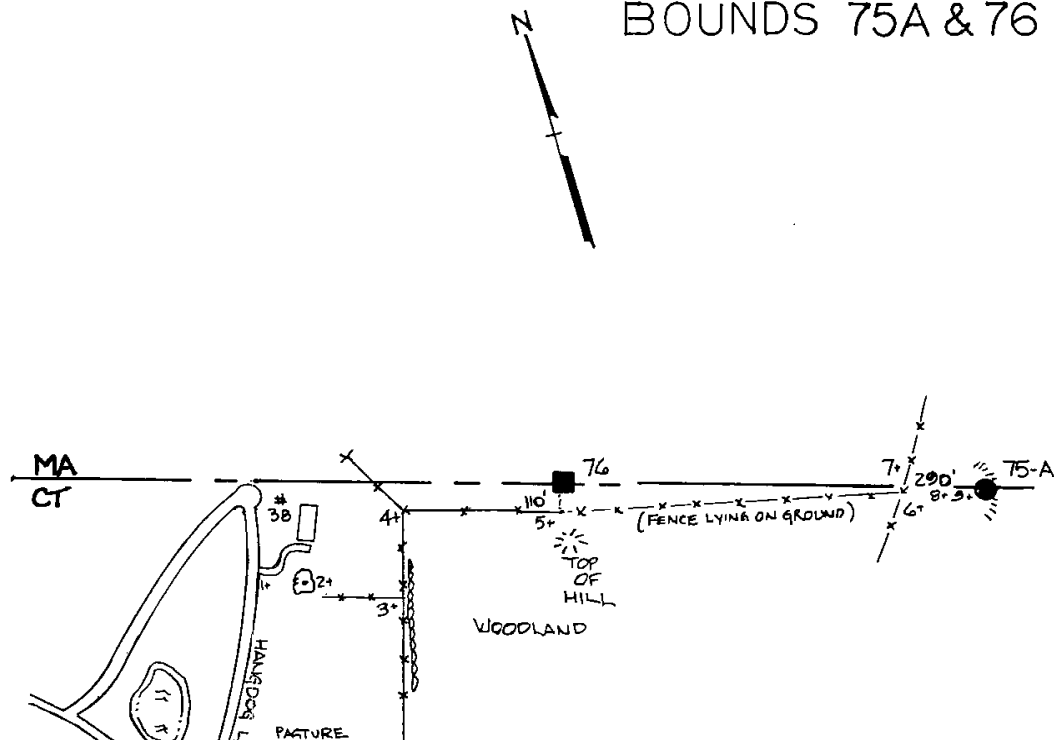 BOUNDS 75A & 76
N
MA
CT
76
75-A
7+
290'
8+ 9+
6+
110'
5+
(FENCE LYING ON GROUND)
4+
#
38
1+
2+
3+
TOP
OF
HILL
WOODLAND
HANGDOG L
PASTURE